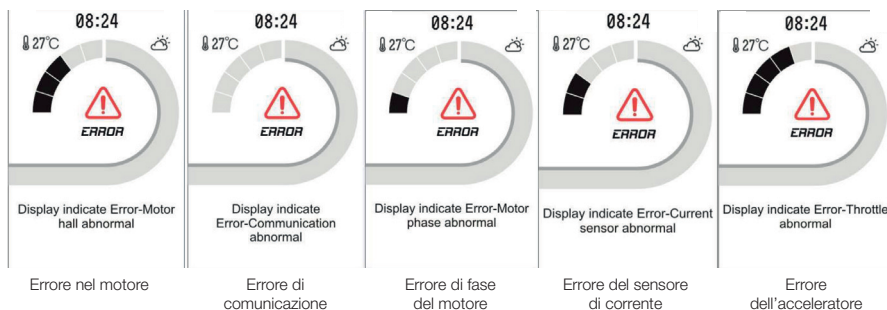 08:24
27°C
ERROR
Display indicate Error-Motor
hall abnormal
Errore nel motore
08:24
27°C
ERROR
Display indicate
Error-Communication
abnormal
Errore di
comunicazione
08:24
27°C
ERROR
Display indicate Error-Motor
phase abnormal
Errore di fase
del motore
08:24
27°C
ERROR
Display indicate Error-Current
sensor abnormal
Errore del sensore
di corrente
08:24
27°C
ERROR
Display indicate Error-Throttle
abnormal
Errore
dell'acceleratore